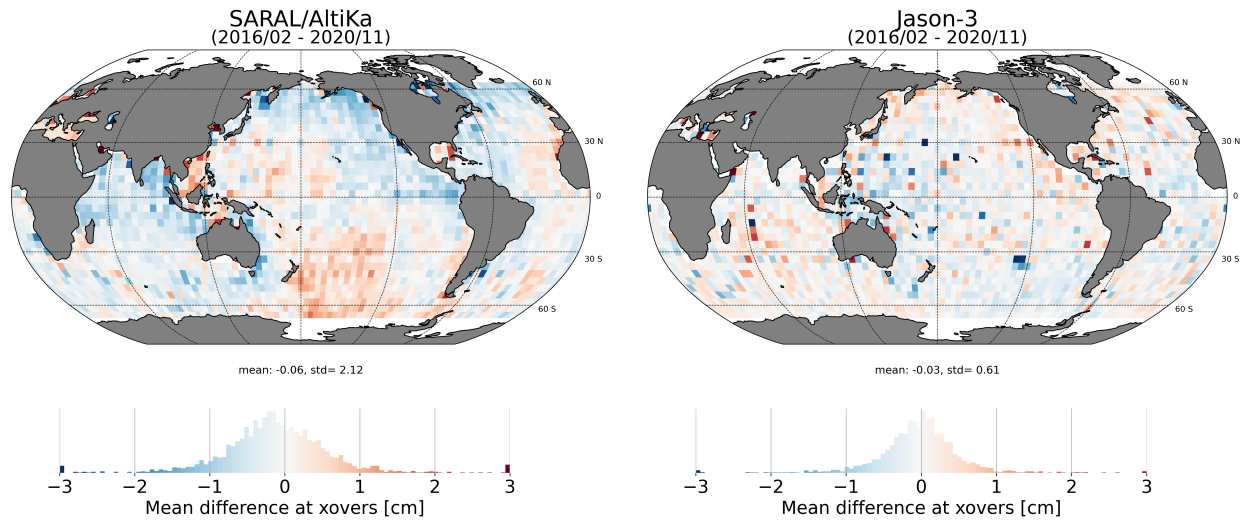 SARAL/AltiKa
(2016/02 - 2020/11)
60 N
30 N
0
30 S
60 S
mean: -0.06, std= 2.12
−3 −2 −1 0 1 2 3
Mean difference at xovers [cm]
Jason-3
(2016/02 - 2020/11)
60 N
30 N
0
30 S
60 S
mean: -0.03, std= 0.61
−3 −2 −1 0 1 2 3
Mean difference at xovers [cm]